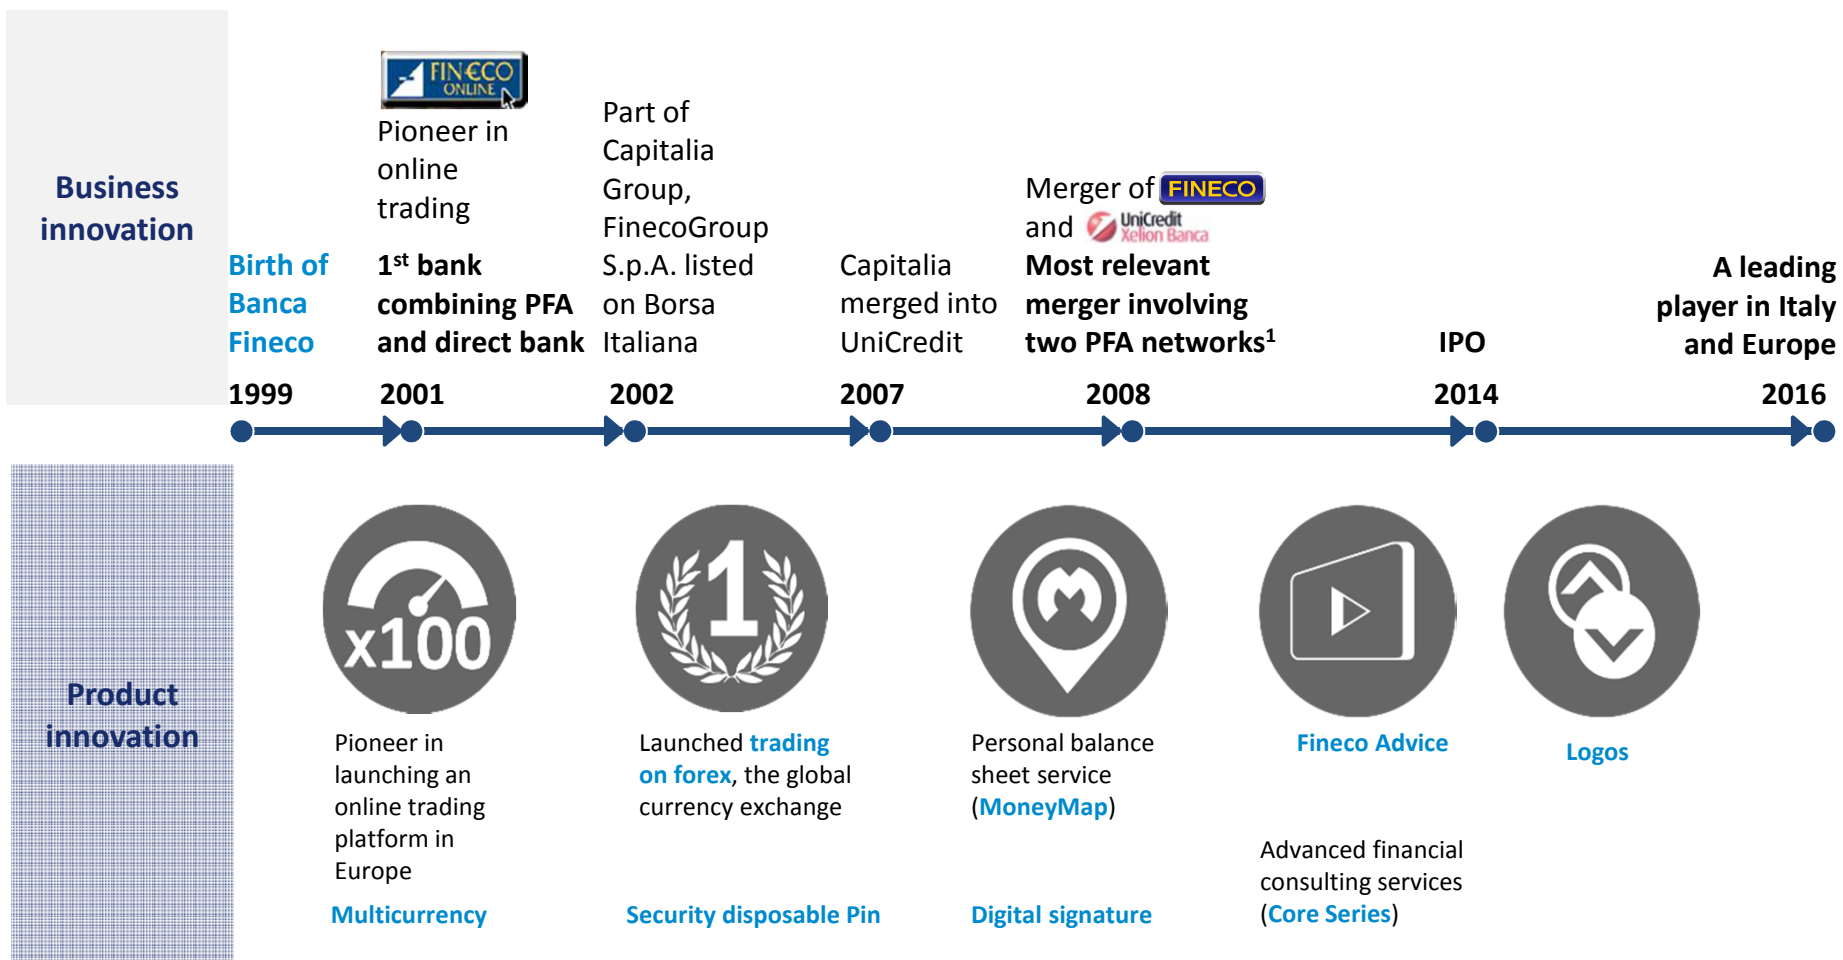 Business
innovation
Birth of
Banca
Fineco
1999
FIN€CO
ONLINE
Pioneer in
online
trading
1st bank
combining PFA
and direct bank
2001
Part of
Capitalia
Group,
FinecoGroup
S.p.A. listed
on Borsa
Italiana
2002
Capitalia
merged into
UniCredit
2007
Merger of FINECO
and UniCredit
Xelion Banca
Most relevant
merger involving
two PFA networks1
2008
IPO
2014
A leading
player in Italy
and Europe
2016
Product
innovation
x100
Pioneer in
launching an
online trading
platform in
Europe
Multicurrency
1
Launched trading
on forex, the global
currency exchange
Security disposable Pin
M
Personal balance
sheet service
(MoneyMap)
Digital signature
Fineco Advice
Advanced financial
consulting services
(Core Series)
Logos